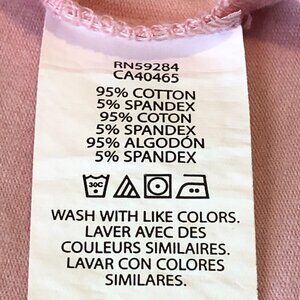 RN59284
CA40465
95% COTTON
5% SPANDEX
95% COTON
5% SPANDEX
95% ALGODÓN
5% SPANDEX
30C
WASH WITH LIKE COLORS.
LAVER AVEC DES
COULEURS SIMILAIRES.
LAVAR CON COLORES
SIMILARES.